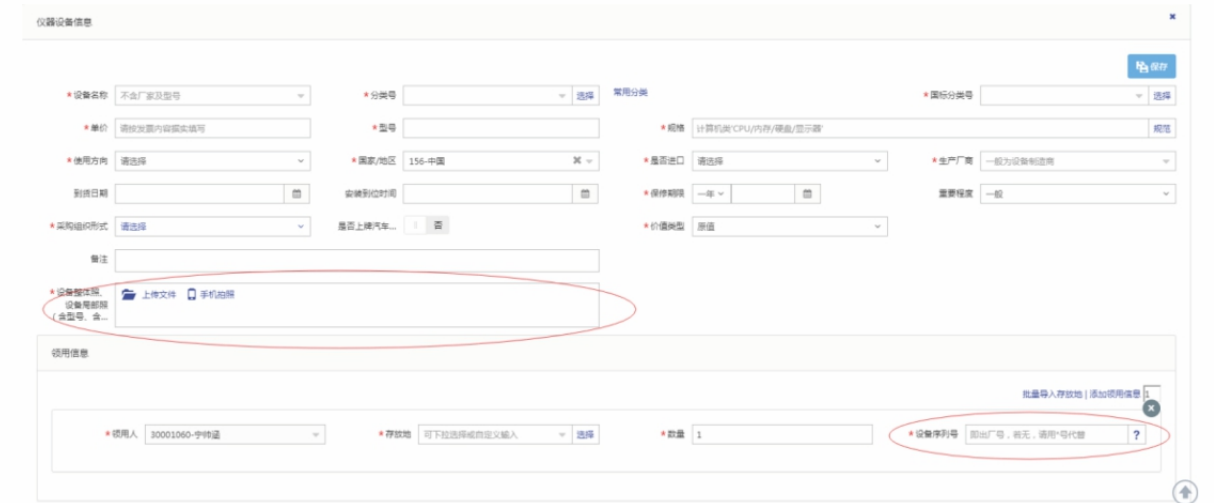 仪器设备信息
保存
*设备名称 不含厂家及型号 *分类号 选择 常用分类 *国标分类号 选择
*单价 请按发票内容据实填写 *型号 *规格 计算机类'CPU/内存/硬盘/显示器' 规范
*使用方向 请选择 *国家/地区 156-中国 *是否进口 请选择 *生产厂商 一般为设备制造商
到货日期 安装到位时间 *保修期限 一年 重要程度 一般
*采购组织形式 请选择 是否上牌汽车... 否 *价值类型 原值
备注
*设备整体照、
设备局部照
(含型号、含...
上传文件 手机拍照
领用信息
批量导入存放地 | 添加领用信息 1
*领用人 30001060-宁帅 *存放地 可下拉选择或自定义输入 选择 *数量 1 *设备序列号 即出厂号，若无，请用*号代替 ?